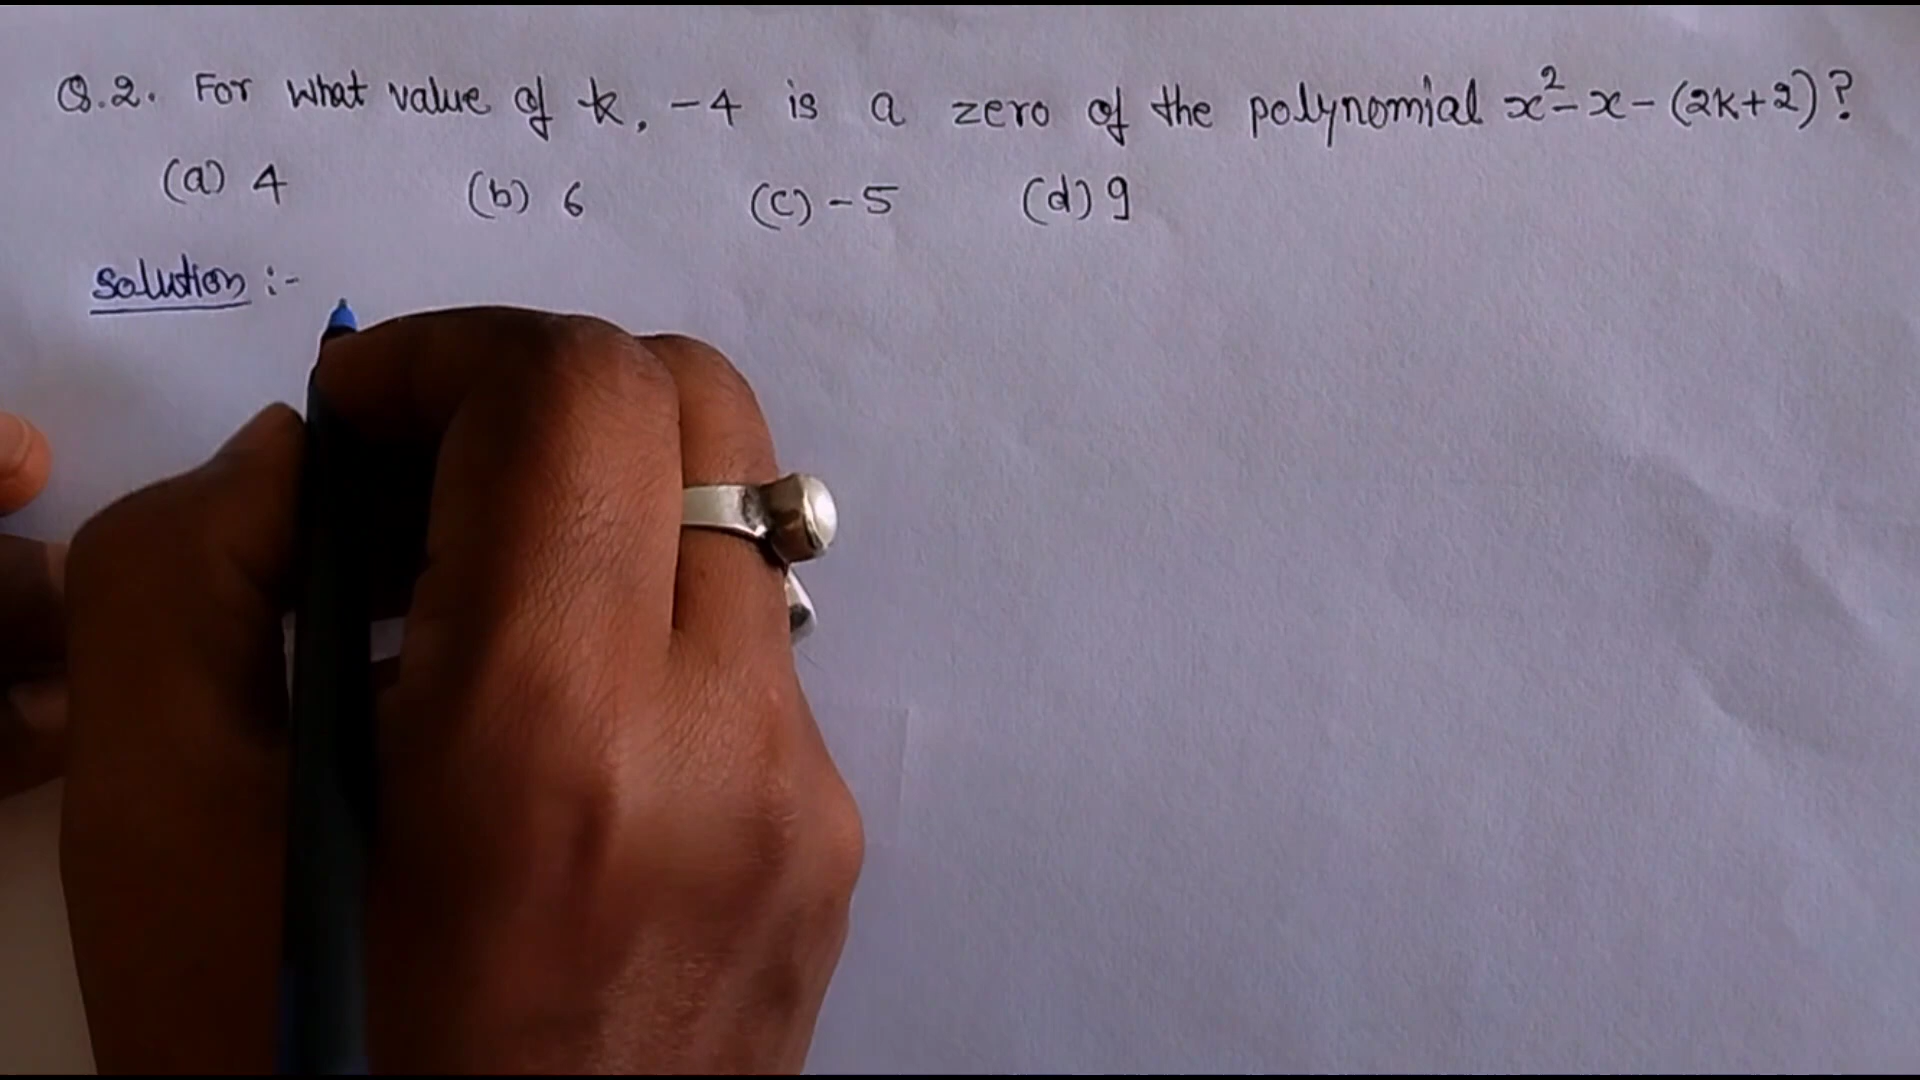 Q.2. For what value of k, -4 is a zero of the polynomial x²-x-(2k+2)?
(a) 4 (b) 6 (c) -5 (d) 9
Solution :-